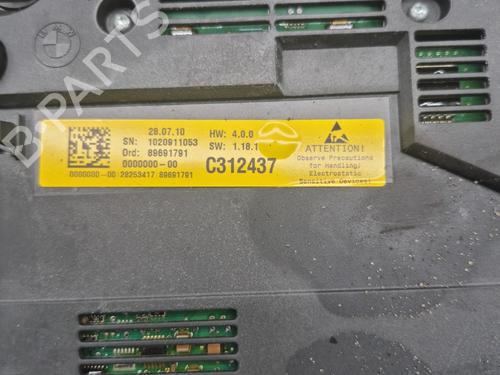 BMW
B-PARTS
28.07.10
HW: 4.0.0
SN: 1020911053
SW: 1.18.1
Ord: 89691791
0000000-00
C312437
0000000-00 28253417 89691791
ATTENTION!
Observe Precautions
for Handling
Electrostatic
Sensitive Devices!